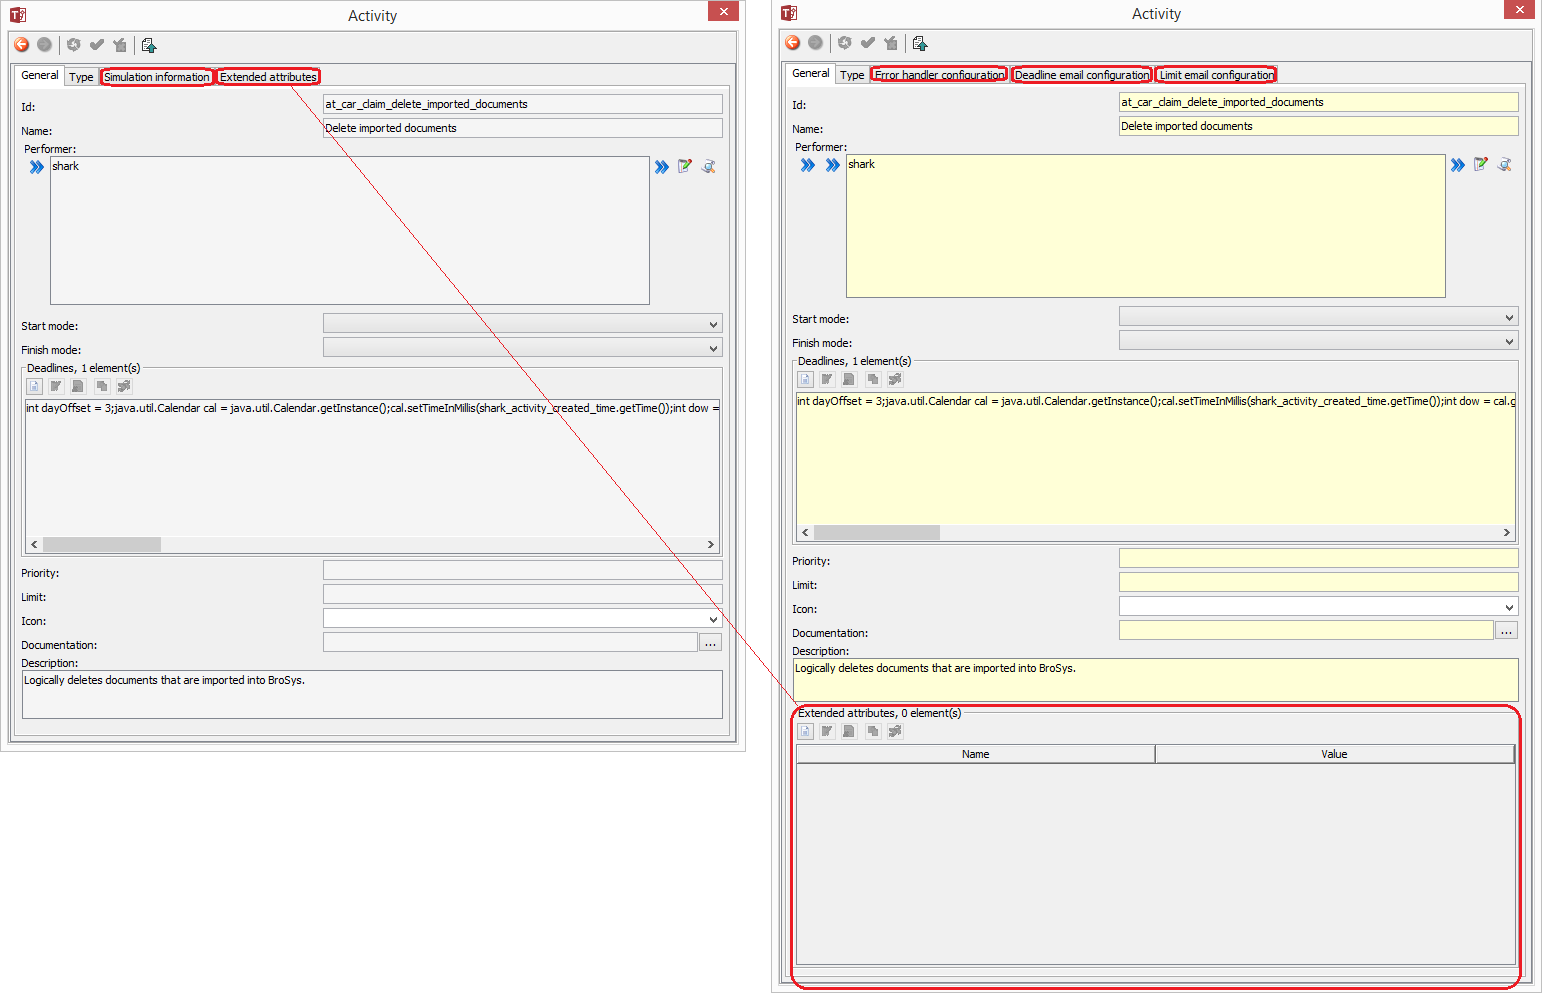 Activity
General
Type
Simulation information
Extended attributes
Id:
at_car_claim_delete_imported_documents
Name:
Delete imported documents
Performer:
shark
Start mode:
Finish mode:
Deadlines, 1 element(s)
int dayOffset = 3;java.util.Calendar cal = java.util.Calendar.getInstance();cal.setTimeInMillis(shark_activity_created_time.getTime());int dow =
Priority:
Limit:
Icon:
Documentation:
...
Description:
Logically deletes documents that are imported into BroSys.
Activity
General
Type
Error handler configuration
Deadline email configuration
Limit email configuration
Id:
at_car_claim_delete_imported_documents
Name:
Delete imported documents
Performer:
shark
Start mode:
Finish mode:
Deadlines, 1 element(s)
int dayOffset = 3;java.util.Calendar cal = java.util.Calendar.getInstance();cal.setTimeInMillis(shark_activity_created_time.getTime());int dow = cal.g
Priority:
Limit:
Icon:
Documentation:
...
Description:
Logically deletes documents that are imported into BroSys.
Extended attributes, 0 element(s)
Name
Value